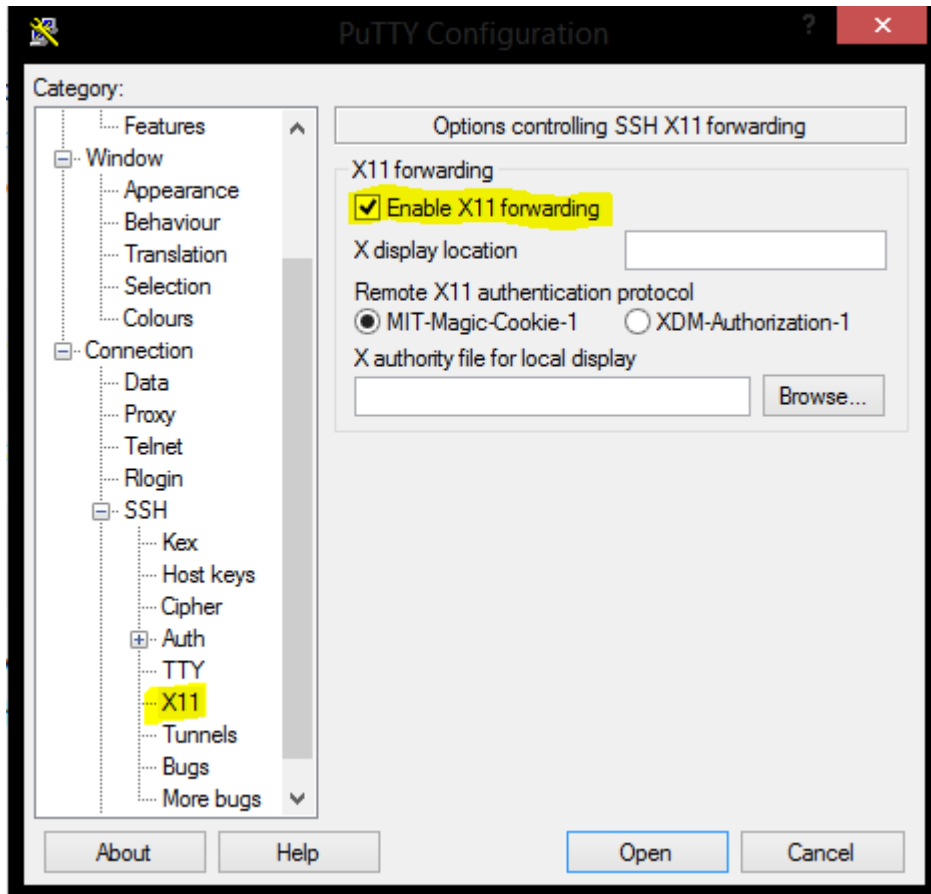 PuTTY Configuration
?
Category:
Features
Window
Appearance
Behaviour
Translation
Selection
Colours
Connection
Data
Proxy
Telnet
Rlogin
SSH
Kex
Host keys
Cipher
Auth
TTY
X11
Tunnels
Bugs
More bugs
Options controlling SSH X11 forwarding
X11 forwarding
Enable X11 forwarding
X display location
Remote X11 authentication protocol
MIT-Magic-Cookie-1 XDM-Authorization-1
X authority file for local display
Browse...
About Help Open Cancel